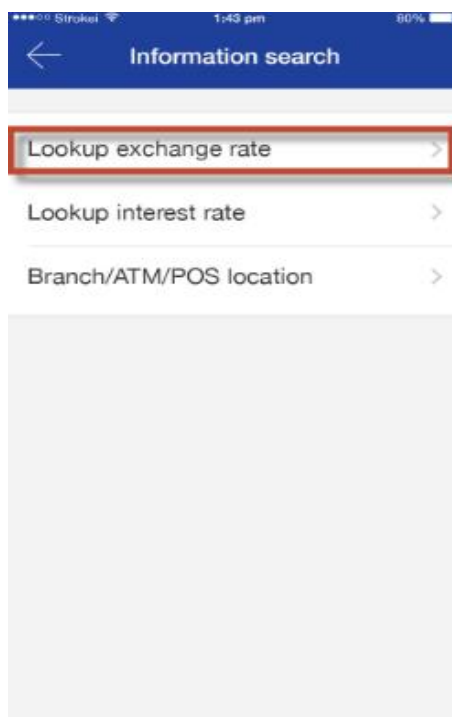 Strokei 1:43 pm 80%
Information search
Lookup exchange rate
Lookup interest rate
Branch/ATM/POS location